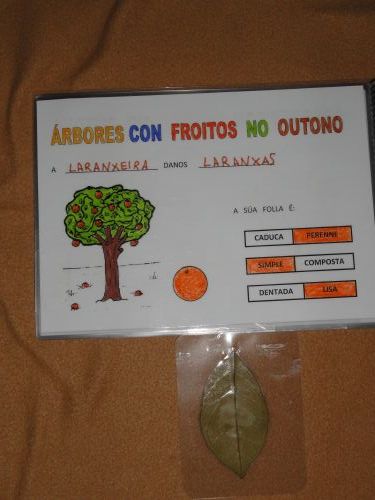 ÁRBORES CON FROITOS NO OUTONO
A LARANXEIRA DANOS LARANXAS
A SÚA FOLLA É:
CADUCA PERENNE
SIMPLE COMPOSTA
DENTADA LISA